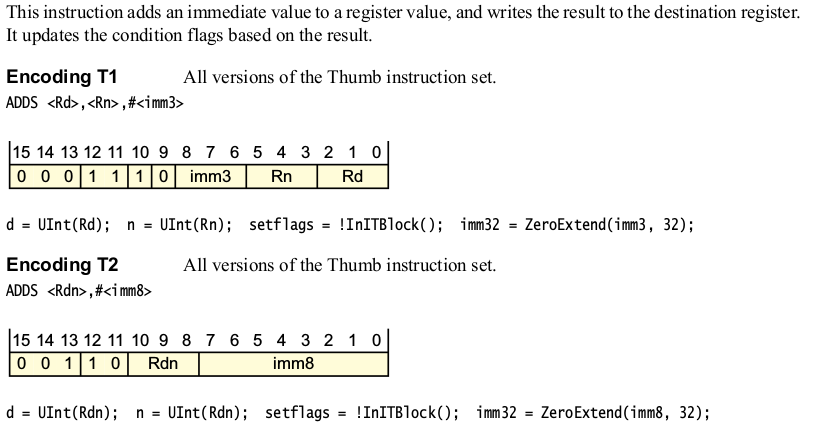 This instruction adds an immediate value to a register value, and writes the result to the destination register.
It updates the condition flags based on the result.
Encoding T1 All versions of the Thumb instruction set.
ADDS <Rd>,<Rn>,#<imm3>
15 14 13 12 11 10 9 8 7 6 5 4 3 2 1 0
0 0 0 1 1 1 0 imm3 Rn Rd
d = UInt(Rd); n = UInt(Rn); setflags = !InITBlock(); imm32 = ZeroExtend(imm3, 32);
Encoding T2 All versions of the Thumb instruction set.
ADDS <Rdn>,#<imm8>
15 14 13 12 11 10 9 8 7 6 5 4 3 2 1 0
0 0 1 1 0 Rdn imm8
d = UInt(Rdn); n = UInt(Rdn); setflags = !InITBlock(); imm32 = ZeroExtend(imm8, 32);